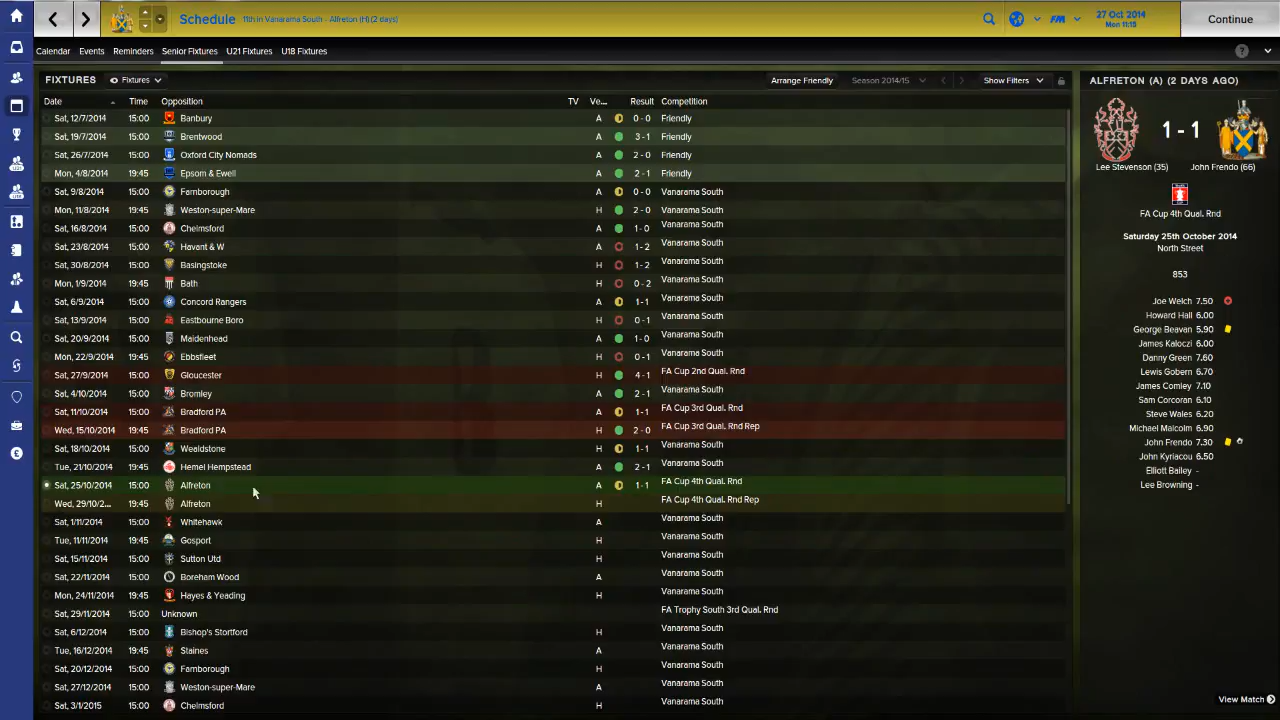 Schedule 11th in Vanarama South - Alfreton (H) (2 days) FM 27 Oct 2014 Mon 11:15 Continue
Calendar Events Reminders Senior Fixtures U21 Fixtures U18 Fixtures ?
FIXTURES Fixtures Arrange Friendly Season 2014/15 Show Filters
Date Time Opposition TV Ve... Result Competition
Sat, 12/7/2014 15:00 Banbury A 0 - 0 Friendly
Sat, 19/7/2014 15:00 Brentwood A 3 - 1 Friendly
Sat, 26/7/2014 15:00 Oxford City Nomads A 2 - 0 Friendly
Mon, 4/8/2014 19:45 Epsom & Ewell A 2 - 1 Friendly
Sat, 9/8/2014 15:00 Farnborough A 0 - 0 Vanarama South
Mon, 11/8/2014 19:45 Weston-super-Mare H 2 - 0 Vanarama South
Sat, 16/8/2014 15:00 Chelmsford A 1 - 0 Vanarama South
Sat, 23/8/2014 15:00 Havant & W A 1 - 2 Vanarama South
Sat, 30/8/2014 15:00 Basingstoke H 1 - 2 Vanarama South
Mon, 1/9/2014 19:45 Bath H 0 - 2 Vanarama South
Sat, 6/9/2014 15:00 Concord Rangers A 1 - 1 Vanarama South
Sat, 13/9/2014 15:00 Eastbourne Boro H 0 - 1 Vanarama South
Sat, 20/9/2014 15:00 Maidenhead A 1 - 0 Vanarama South
Mon, 22/9/2014 19:45 Ebbsfleet H 0 - 1 Vanarama South
Sat, 27/9/2014 15:00 Gloucester H 4 - 1 FA Cup 2nd Qual. Rnd
Sat, 4/10/2014 15:00 Bromley A 2 - 1 Vanarama South
Sat, 11/10/2014 15:00 Bradford PA A 1 - 1 FA Cup 3rd Qual. Rnd
Wed, 15/10/2014 19:45 Bradford PA H 2 - 0 FA Cup 3rd Qual. Rnd Rep
Sat, 18/10/2014 15:00 Wealdstone H 1 - 1 Vanarama South
Tue, 21/10/2014 19:45 Hemel Hempstead A 2 - 1 Vanarama South
Sat, 25/10/2014 15:00 Alfreton A 1 - 1 FA Cup 4th Qual. Rnd
Wed, 29/10/2... 19:45 Alfreton H FA Cup 4th Qual. Rnd Rep
Sat, 1/11/2014 15:00 Whitehawk A Vanarama South
Tue, 11/11/2014 19:45 Gosport H Vanarama South
Sat, 15/11/2014 15:00 Sutton Utd H Vanarama South
Sat, 22/11/2014 15:00 Boreham Wood A Vanarama South
Mon, 24/11/2014 19:45 Hayes & Yeading H Vanarama South
Sat, 29/11/2014 15:00 Unknown FA Trophy South 3rd Qual. Rnd
Sat, 6/12/2014 15:00 Bishop's Stortford H Vanarama South
Tue, 16/12/2014 19:45 Staines A Vanarama South
Sat, 20/12/2014 15:00 Farnborough H Vanarama South
Sat, 27/12/2014 15:00 Weston-super-Mare A Vanarama South
Sat, 3/1/2015 15:00 Chelmsford H Vanarama South
ALFRETON (A) (2 DAYS AGO)
1 - 1
Lee Stevenson (35) John Frendo (66)
FA Cup 4th Qual. Rnd
Saturday 25th October 2014
North Street
853
Joe Welch 7.50
Howard Hall 6.00
George Beavan 5.90
James Kaloczi 6.00
Danny Green 7.60
Lewis Gobern 6.70
James Comley 7.10
Sam Corcoran 6.10
Steve Wales 6.20
Michael Malcolm 6.90
John Frendo 7.30
John Kyriacou 6.50
Elliott Bailey -
Lee Browning -
View Match